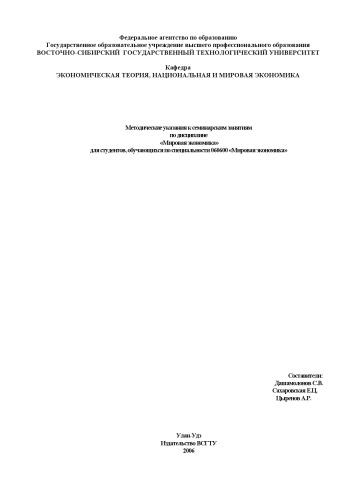 Федеральное агентство по образованию
Государственное образовательное учреждение высшего профессионального образования
ВОСТОЧНО-СИБИРСКИЙ ГОСУДАРСТВЕННЫЙ ТЕХНОЛОГИЧЕСКИЙ УНИВЕРСИТЕТ
Кафедра
ЭКОНОМИЧЕСКАЯ ТЕОРИЯ, НАЦИОНАЛЬНАЯ И МИРОВАЯ ЭКОНОМИКА
Методические указания к семинарским занятиям
по дисциплине
«Мировая экономика»
для студентов, обучающихся по специальности 060600 «Мировая экономика»
Составители:
Дашамолонов С.В.
Сахаровская Е.Ц.
Цыренов А.Р.
Улан-Удэ
Издательство ВСГТУ
2006